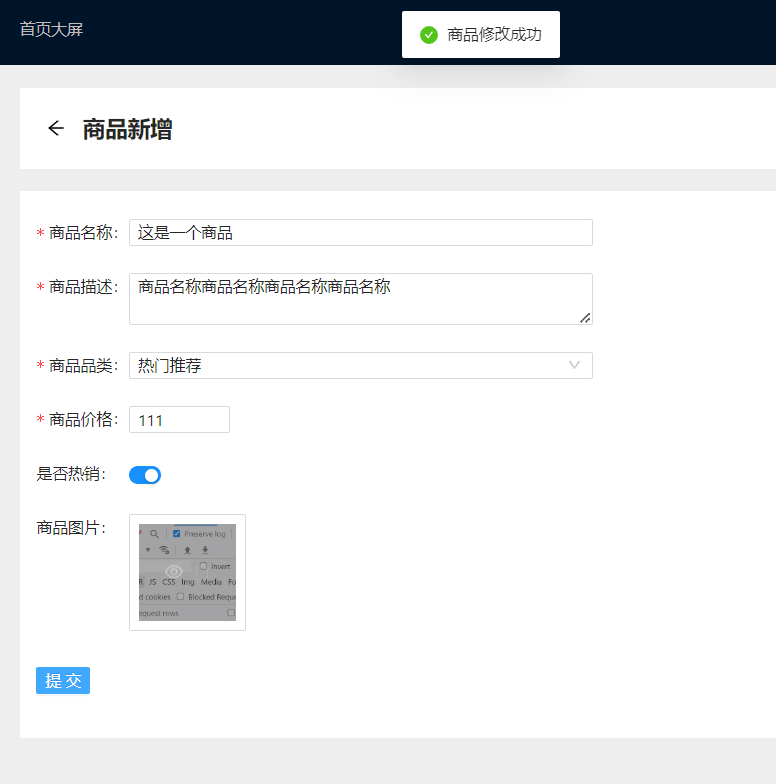 首页大屏
商品修改成功
商品新增
* 商品名称: 这是一个商品
* 商品描述: 商品名称商品名称商品名称商品名称
* 商品品类: 热门推荐
* 商品价格: 111
是否热销:
商品图片:
Preserve log
Invert
R JS CSS Img Media Fo
d cookies Blocked Reque
equest rows
提 交